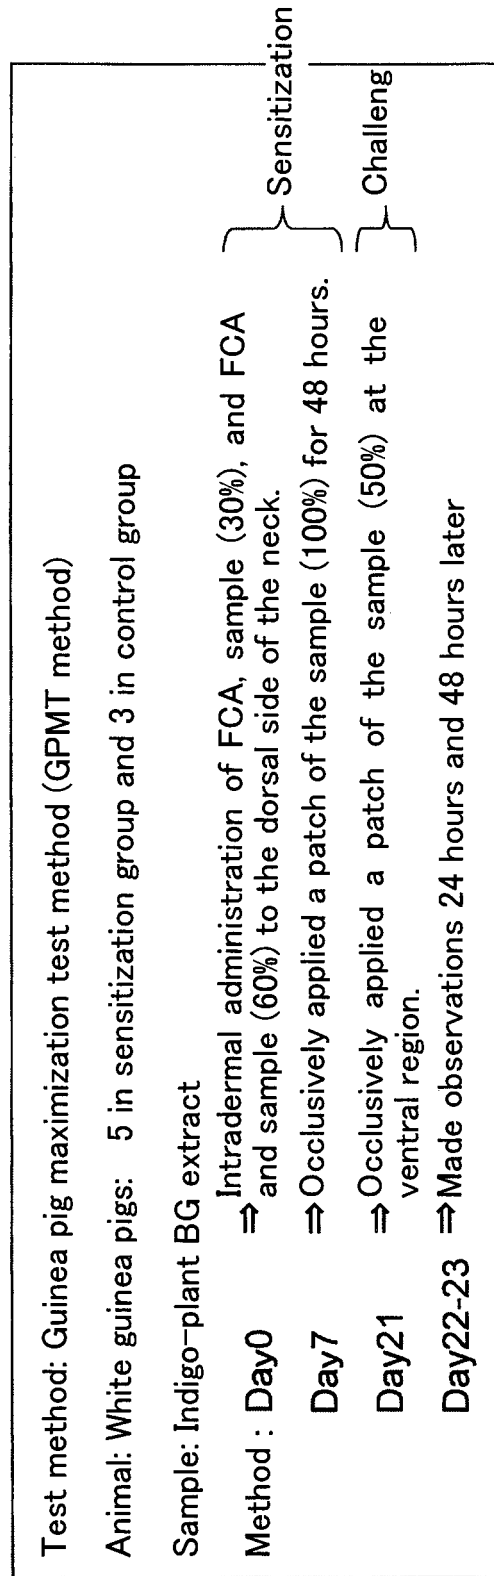 Test method: Guinea pig maximization test method (GPMT method)
Animal: White guinea pigs: 5 in sensitization group and 3 in control group
Sample: Indigo-plant BG extract
Method : Day0 ⇒Intradermal administration of FCA, sample (30%), and FCA
and sample (60%) to the dorsal side of the neck.
Day7 ⇒Occlusively applied a patch of the sample (100%) for 48 hours.
Sensitization
Day21 ⇒Occlusively applied a patch of the sample (50%) at the
ventral region.
Challeng
Day22-23 ⇒Made observations 24 hours and 48 hours later